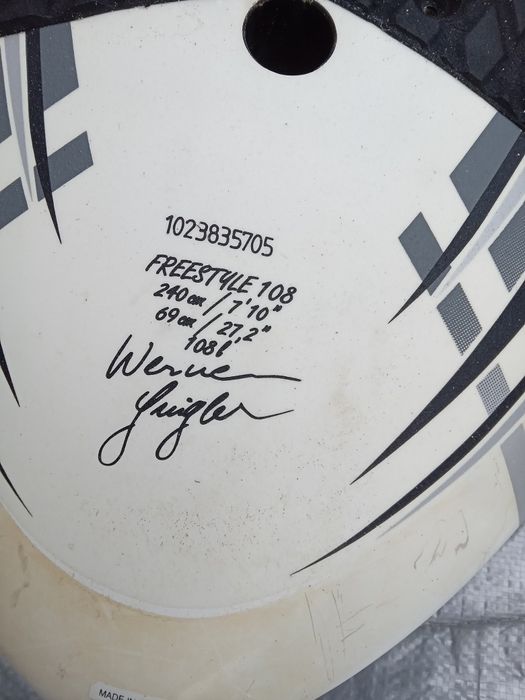 1023835705
FREESTYLE 108
240 cm / 7'10"
69 cm / 27,2"
108 l
Werner
Gnigler
MADE IN